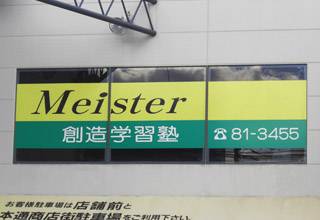 Meister
創造学習塾 ☎81-3455
お客様駐車場は店舗前と
本通商店街駐車場をご利用下さい。